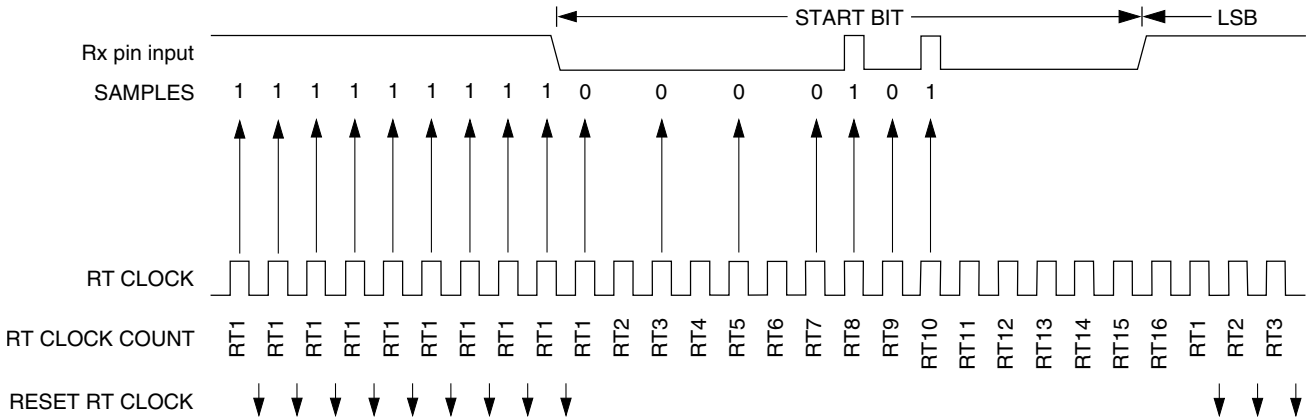 START BIT LSB
Rx pin input
SAMPLES 1 1 1 1 1 1 1 1 1 0 0 0 0 1 0 1
RT CLOCK
RT CLOCK COUNT RT1 RT1 RT1 RT1 RT1 RT1 RT1 RT1 RT1 RT1 RT2 RT3 RT4 RT5 RT6 RT7 RT8 RT9 RT10 RT11 RT12 RT13 RT14 RT15 RT16 RT1 RT2 RT3
RESET RT CLOCK